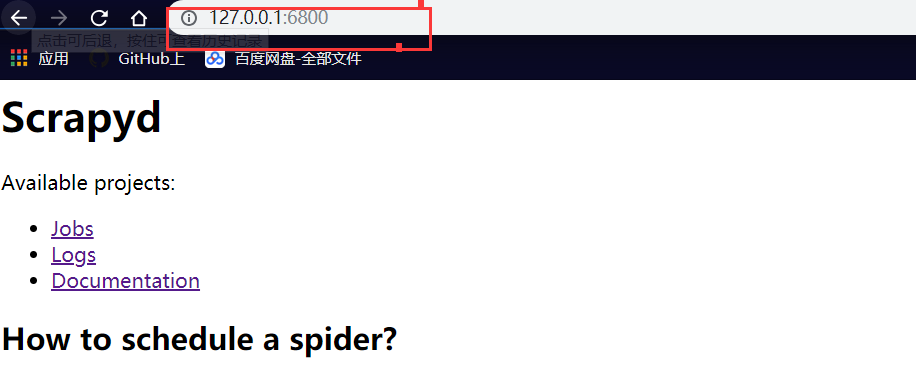 127.0.0.1:6800
点击可后退，按住可查看历史记录
应用 GitHub上 百度网盘-全部文件
Scrapyd
Available projects:
Jobs
Logs
Documentation
How to schedule a spider?